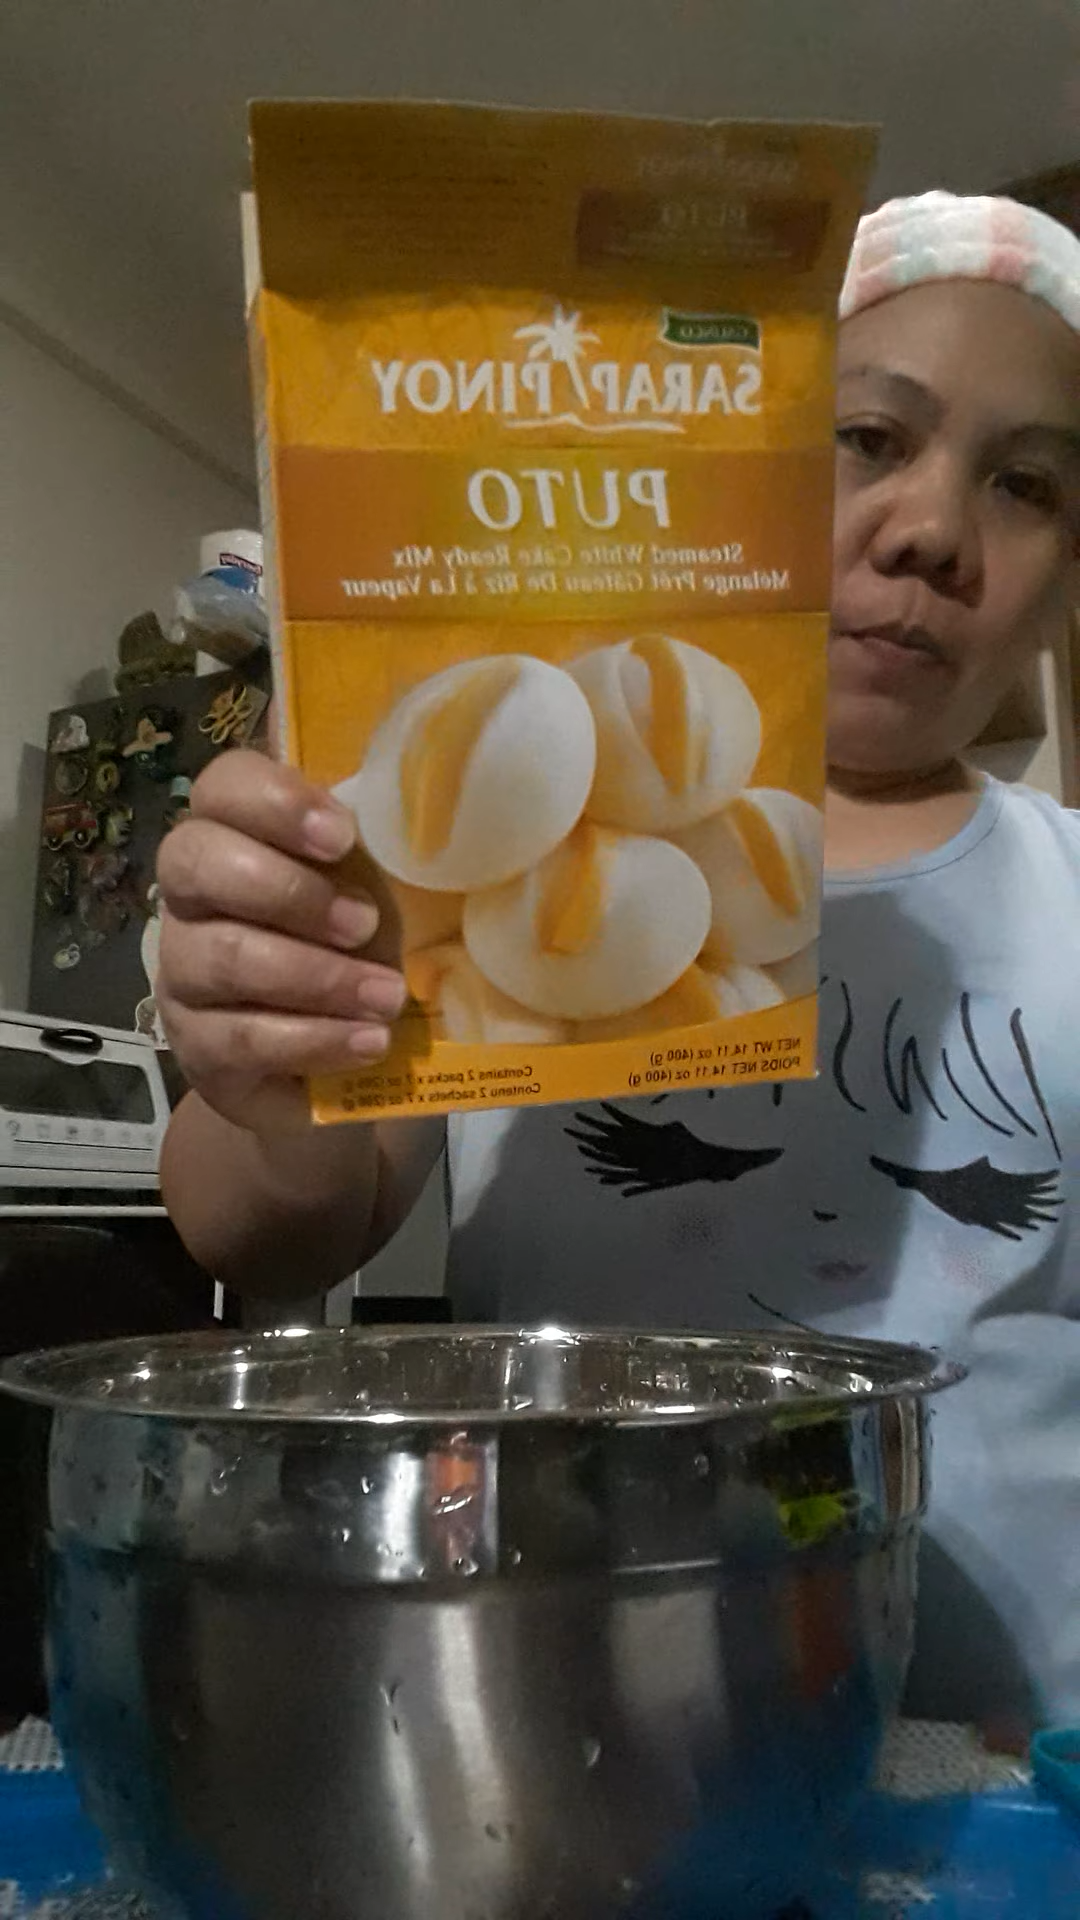 PUTO
CALINCO
SARAP PINOY
PUTO
Steamed White Cake Ready Mix
Mélange Prêt Gâteau De Riz à La Vapeur
NET WT 14.11 oz (400 g)
POIDS NET 14.11 oz (400 g)
Contains 2 packs x 7 oz (200 g)
Contenu 2 sachets x 7 oz (200 g)